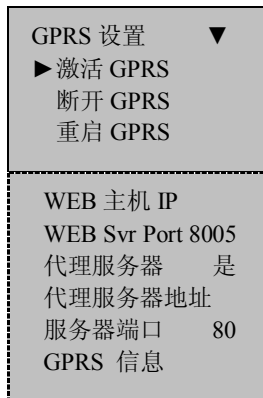 GPRS 设置 ▼
►激活 GPRS
断开 GPRS
重启 GPRS
WEB 主机 IP
WEB Svr Port 8005
代理服务器 是
代理服务器地址
服务器端口 80
GPRS 信息